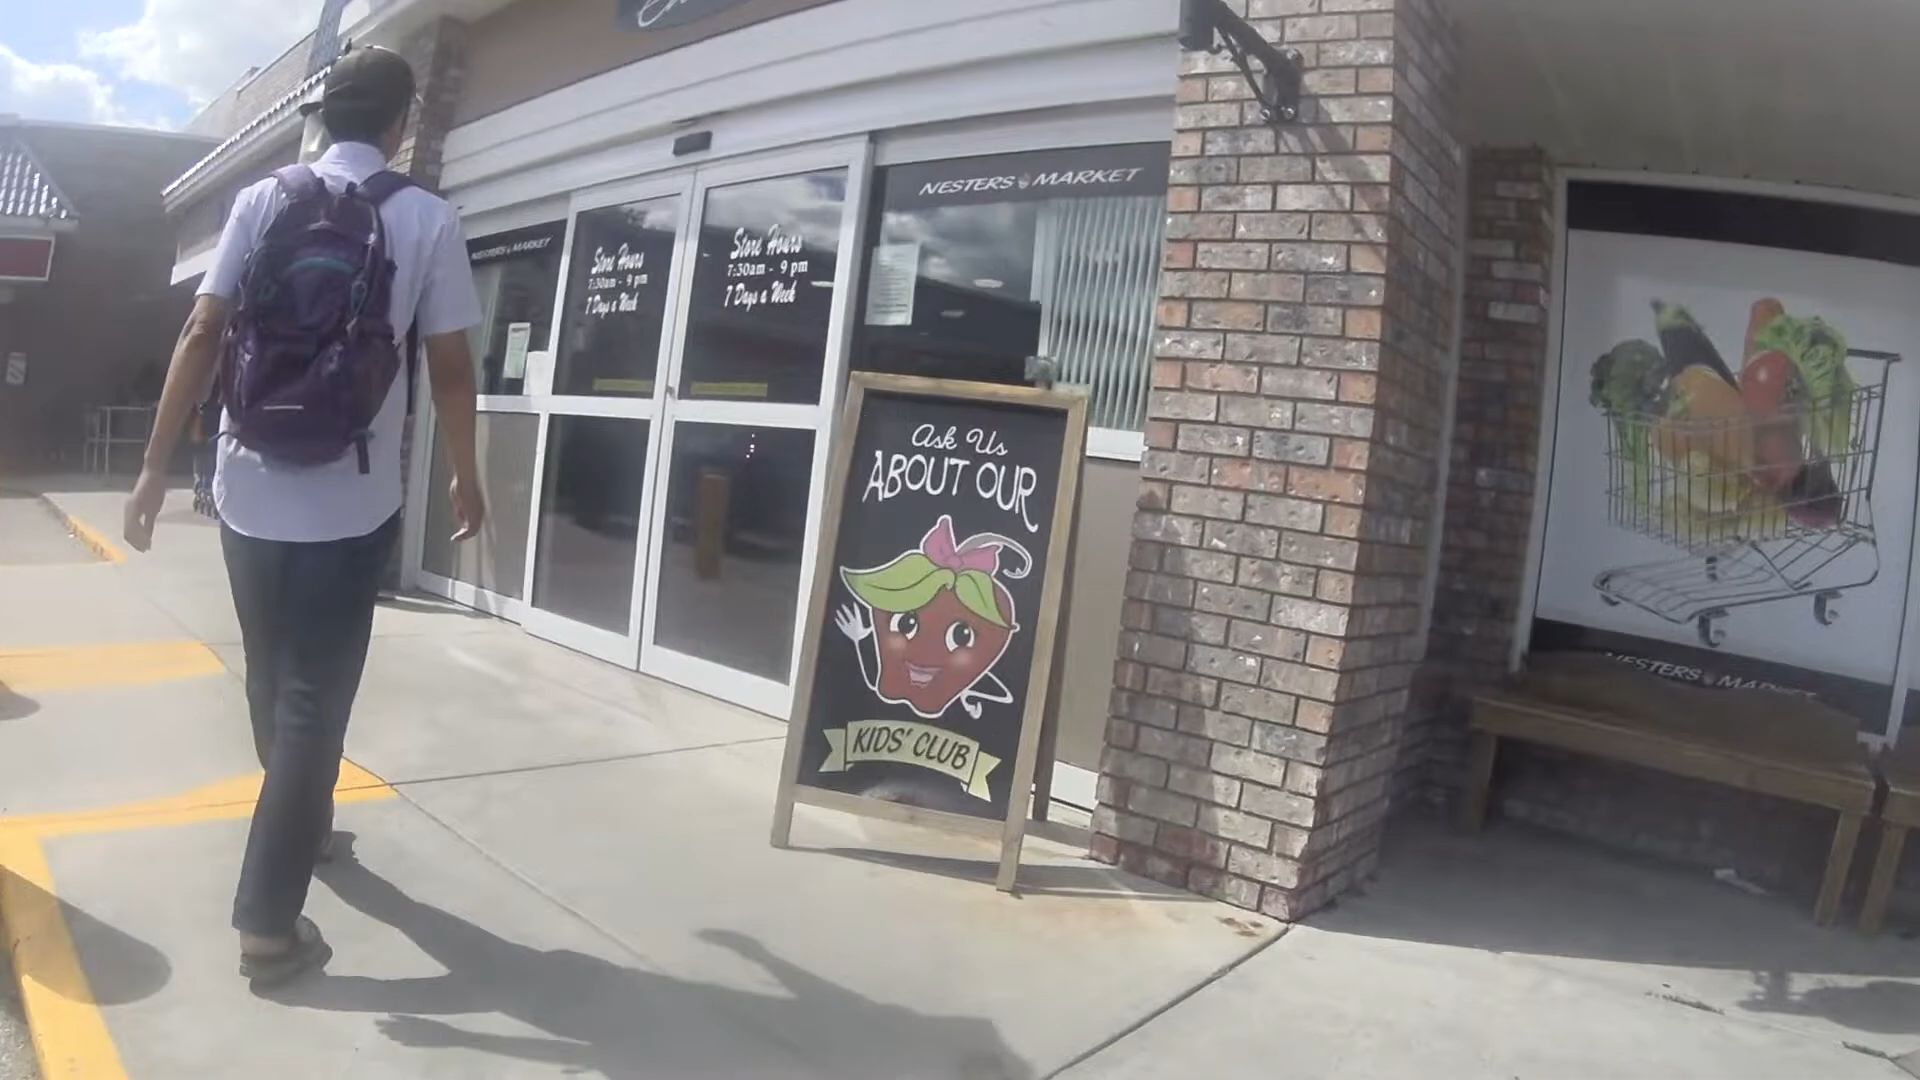 NESTERS MARKET
NESTERS MARKET
Store Hours
7:30am - 9 pm
7 Days a Week
Store Hours
7:30am - 9 pm
7 Days a Week
Ask Us
ABOUT OUR
KIDS' CLUB
NESTERS MARKET